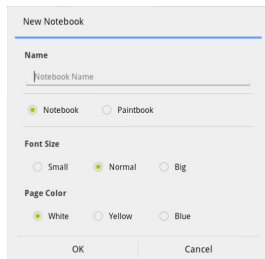 New Notebook
Name
Notebook Name
Notebook Paintbook
Font Size
Small Normal Big
Page Color
White Yellow Blue
OK Cancel